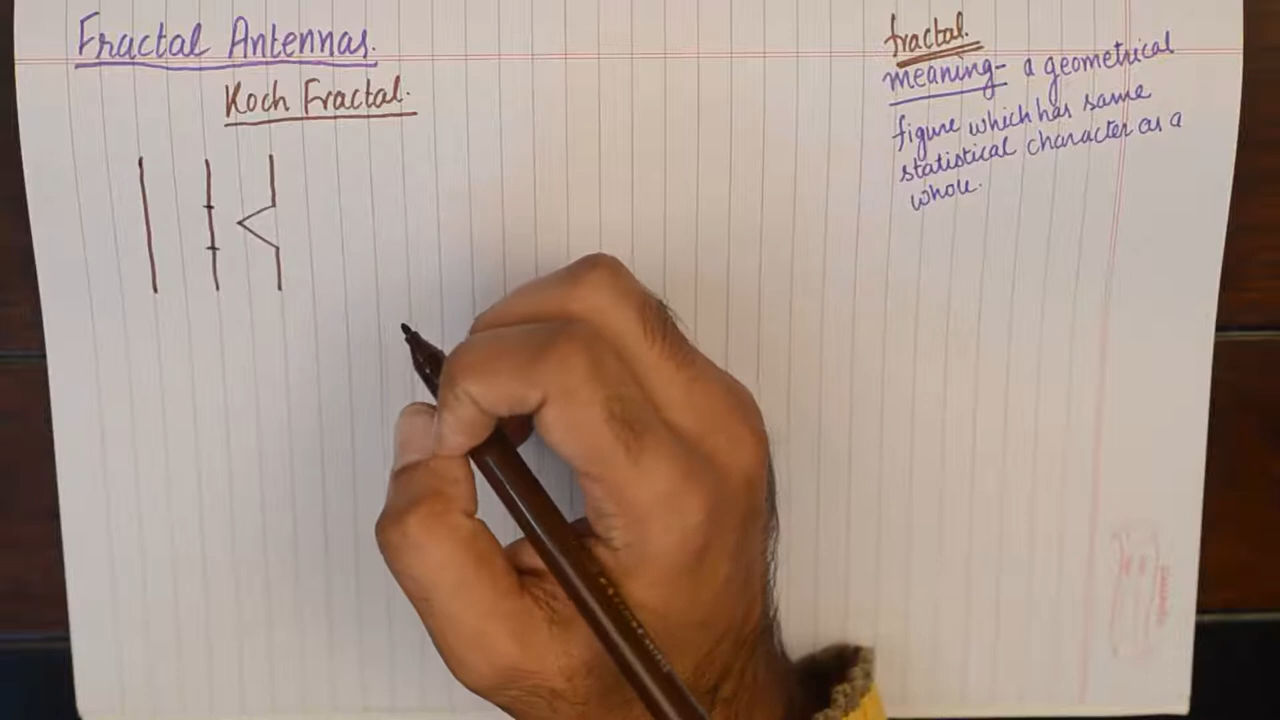 Fractal Antennas.
Koch Fractal.
fractal.
meaning- a geometrical
figure which has same
statistical character as a
whole.